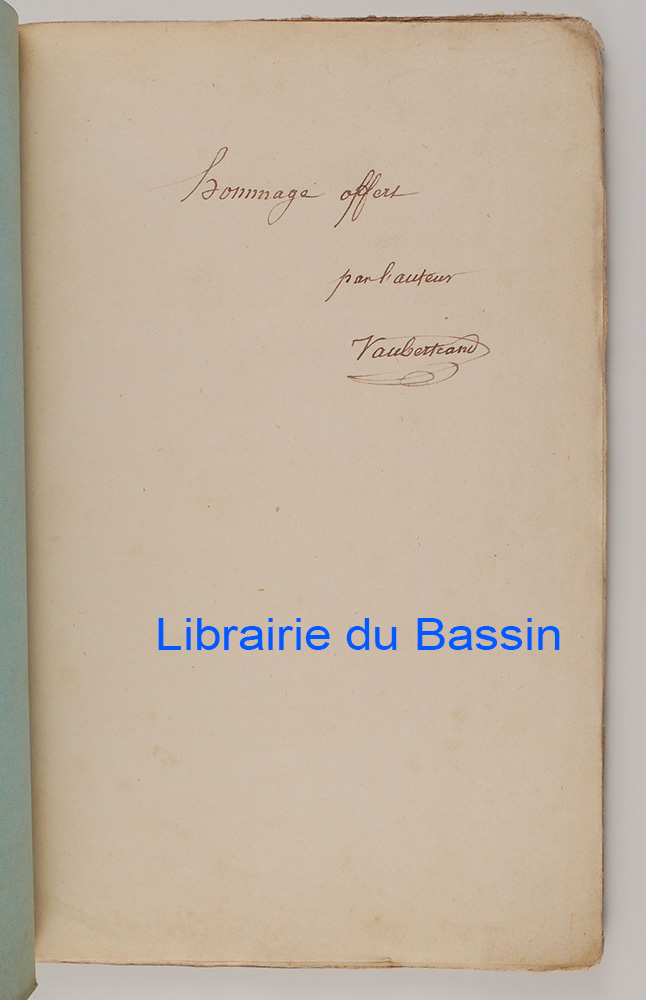 hommage offert
par l'auteur
Vaubertrand
Librairie du Bassin